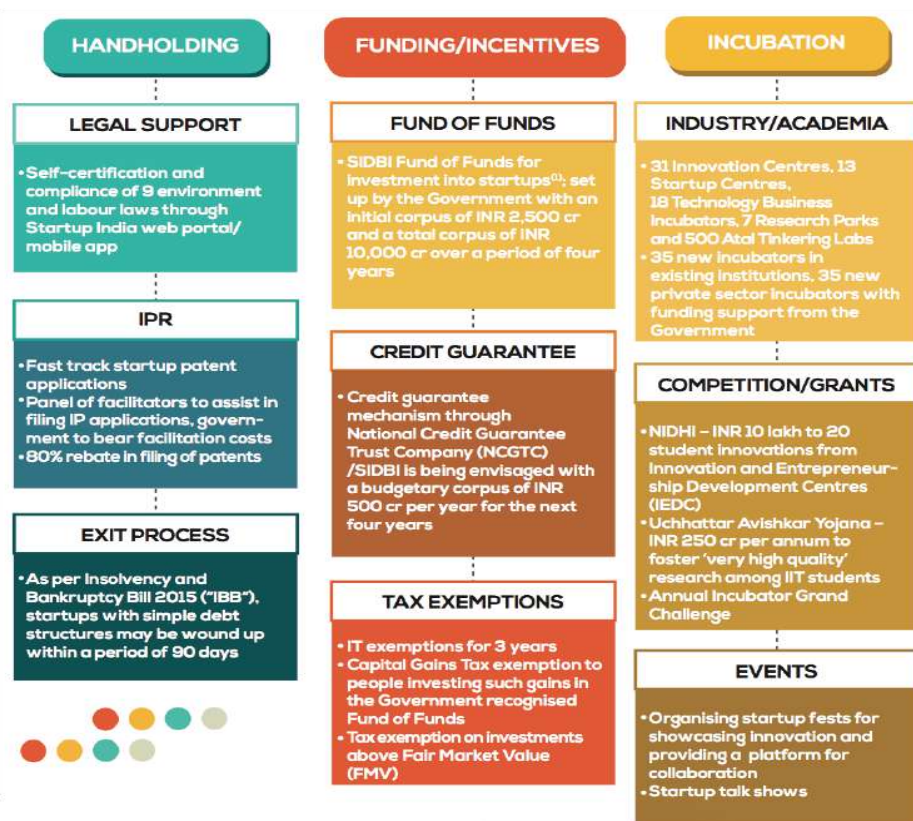 HANDHOLDING
LEGAL SUPPORT
•Self-certification and
compliance of 9 environment
and labour laws through
Startup India web portal/
mobile app
IPR
•Fast track startup patent
applications
•Panel of facilitators to assist in
filing IP applications, govern-
ment to bear facilitation costs
•80% rebate in filing of patents
EXIT PROCESS
•As per Insolvency and
Bankruptcy Bill 2015 ("IBB"),
startups with simple debt
structures may be wound up
within a period of 90 days
FUNDING/INCENTIVES
FUND OF FUNDS
•SIDBI Fund of Funds for
investment into startups⁽¹⁾; set
up by the Government with an
initial corpus of INR 2,500 cr
and a total corpus of INR
10,000 cr over a period of four
years
CREDIT GUARANTEE
•Credit guarantee
mechanism through
National Credit Guarantee
Trust Company (NCGTC)
/SIDBI is being envisaged with
a budgetary corpus of INR
500 cr per year for the next
four years
TAX EXEMPTIONS
•IT exemptions for 3 years
•Capital Gains Tax exemption to
people investing such gains in
the Government recognised
Fund of Funds
•Tax exemption on investments
above Fair Market Value
(FMV)
INCUBATION
INDUSTRY/ACADEMIA
•31 Innovation Centres, 13
Startup Centres,
18 Technology Business
Incubators, 7 Research Parks
and 500 Atal Tinkering Labs
•35 new incubators in
existing institutions, 35 new
private sector incubators with
funding support from the
Government
COMPETITION/GRANTS
•NIDHI – INR 10 lakh to 20
student innovations from
Innovation and Entrepreneur-
ship Development Centres
(IEDC)
•Uchhattar Avishkar Yojana –
INR 250 cr per annum to
foster 'very high quality'
research among IIT students
•Annual Incubator Grand
Challenge
EVENTS
•Organising startup fests for
showcasing innovation and
providing a platform for
collaboration
•Startup talk shows